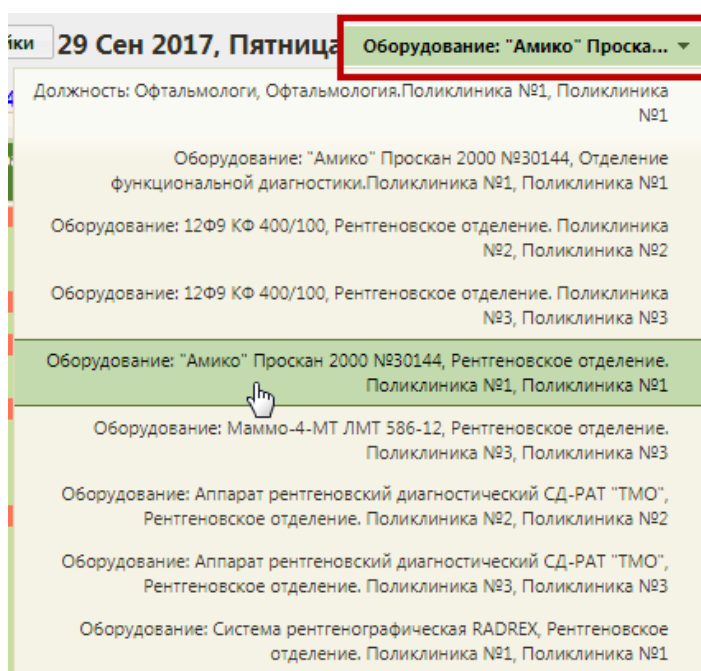 йки 29 Сен 2017, Пятница Оборудование: "Амико" Проска...
Должность: Офтальмологи, Офтальмология.Поликлиника №1, Поликлиника
№1
Оборудование: "Амико" Проскан 2000 №30144, Отделение
функциональной диагностики.Поликлиника №1, Поликлиника №1
Оборудование: 12Ф9 КФ 400/100, Рентгеновское отделение. Поликлиника
№2, Поликлиника №2
Оборудование: 12Ф9 КФ 400/100, Рентгеновское отделение. Поликлиника
№3, Поликлиника №3
Оборудование: "Амико" Проскан 2000 №30144, Рентгеновское отделение.
Поликлиника №1, Поликлиника №1
Оборудование: Маммо-4-МТ ЛМТ 586-12, Рентгеновское отделение.
Поликлиника №3, Поликлиника №3
Оборудование: Аппарат рентгеновский диагностический СД-РАТ "ТМО",
Рентгеновское отделение. Поликлиника №2, Поликлиника №2
Оборудование: Аппарат рентгеновский диагностический СД-РАТ "ТМО",
Рентгеновское отделение. Поликлиника №3, Поликлиника №3
Оборудование: Система рентгенографическая RADREX, Рентгеновское
отделение. Поликлиника №1, Поликлиника №1